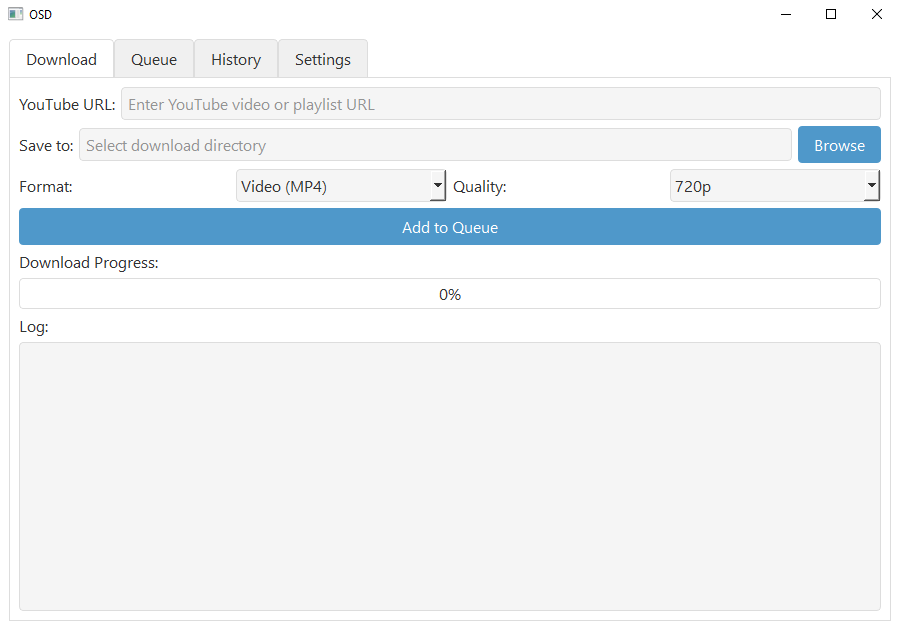 OSD
Download Queue History Settings
YouTube URL: Enter YouTube video or playlist URL
Save to: Select download directory Browse
Format: Video (MP4) Quality: 720p
Add to Queue
Download Progress:
0%
Log: